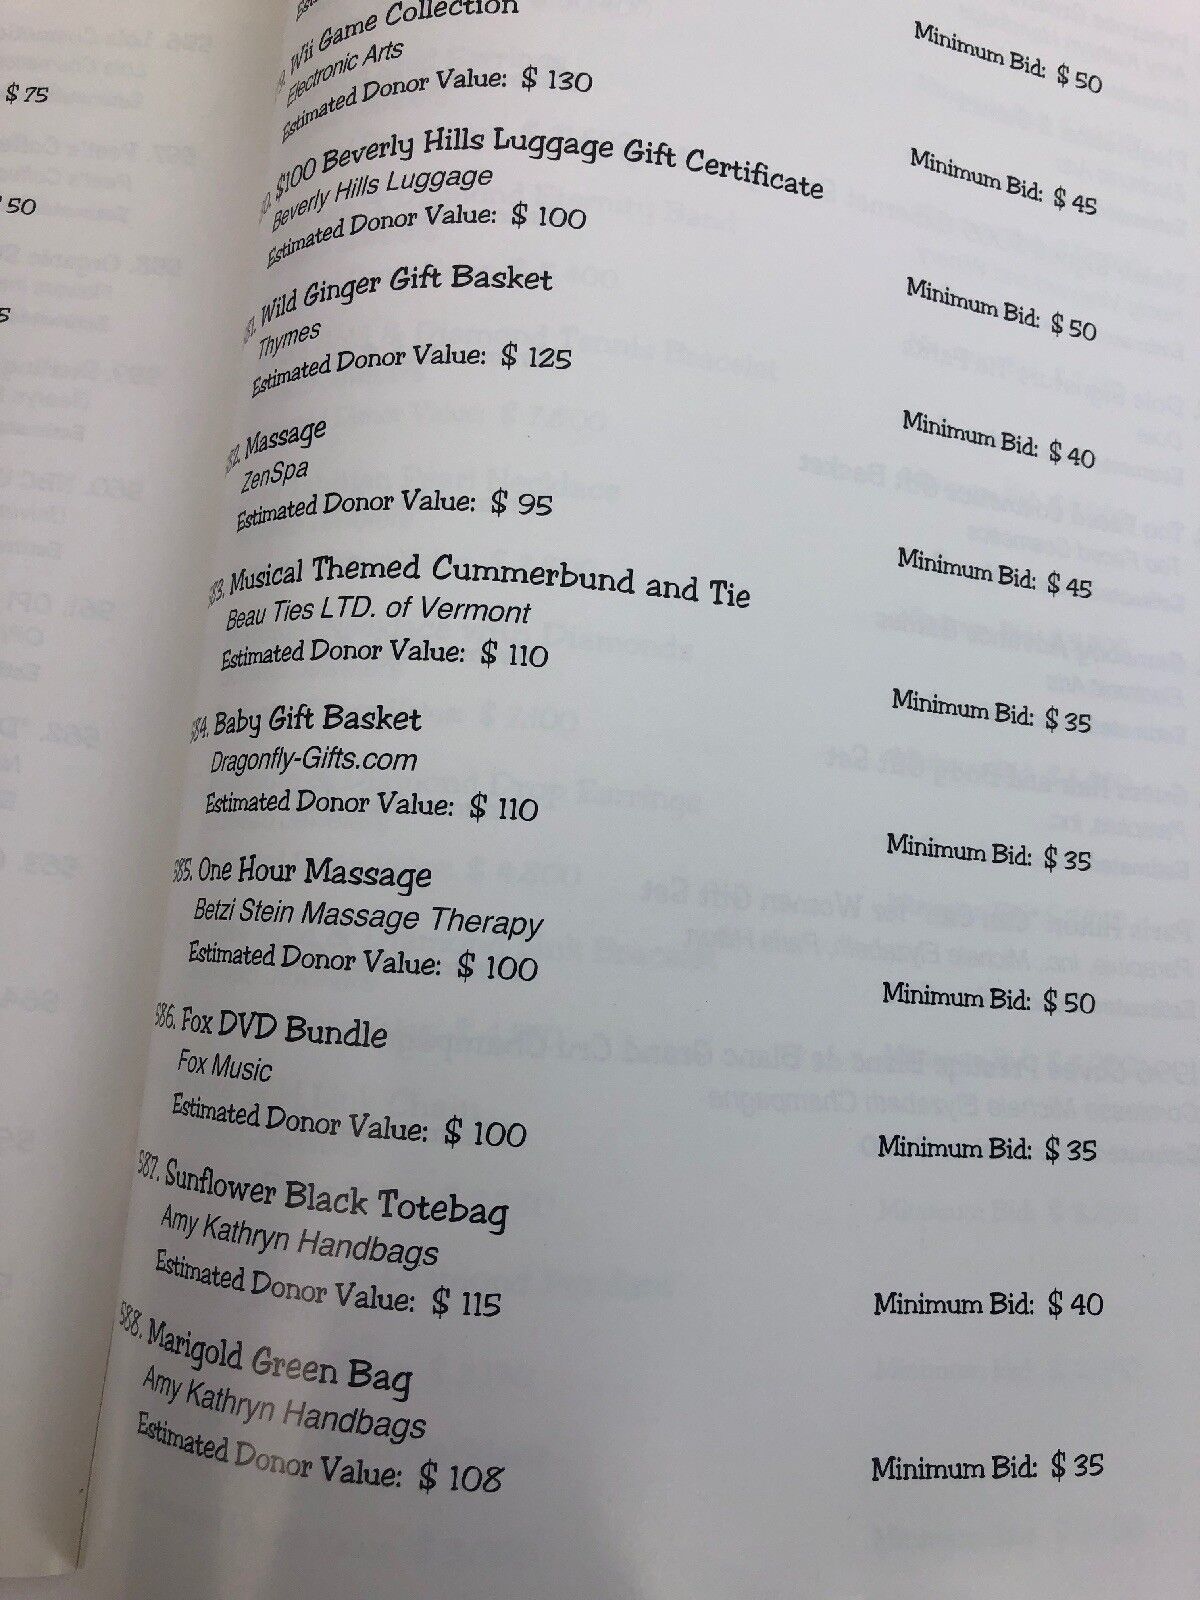 Minimum Bid: $ 50
Wii Game Collection
Electronic Arts
Estimated Donor Value: $ 130
Minimum Bid: $ 45
$100 Beverly Hills Luggage Gift Certificate
Beverly Hills Luggage
Estimated Donor Value: $ 100
Minimum Bid: $ 50
Wild Ginger Gift Basket
Thymes
Estimated Donor Value: $ 125
Minimum Bid: $ 40
82. Massage
ZenSpa
Estimated Donor Value: $ 95
Minimum Bid: $ 45
583. Musical Themed Cummerbund and Tie
Beau Ties LTD. of Vermont
Estimated Donor Value: $ 110
Minimum Bid: $ 35
584. Baby Gift Basket
Dragonfly-Gifts.com
Estimated Donor Value: $ 110
Minimum Bid: $ 35
585. One Hour Massage
Betzi Stein Massage Therapy
Estimated Donor Value: $ 100
Minimum Bid: $ 50
586. Fox DVD Bundle
Fox Music
Estimated Donor Value: $ 100
Minimum Bid: $ 35
587. Sunflower Black Totebag
Amy Kathryn Handbags
Estimated Donor Value: $ 115
Minimum Bid: $ 40
588. Marigold Green Bag
Amy Kathryn Handbags
Estimated Donor Value: $ 108
Minimum Bid: $ 35
$ 75
50
5